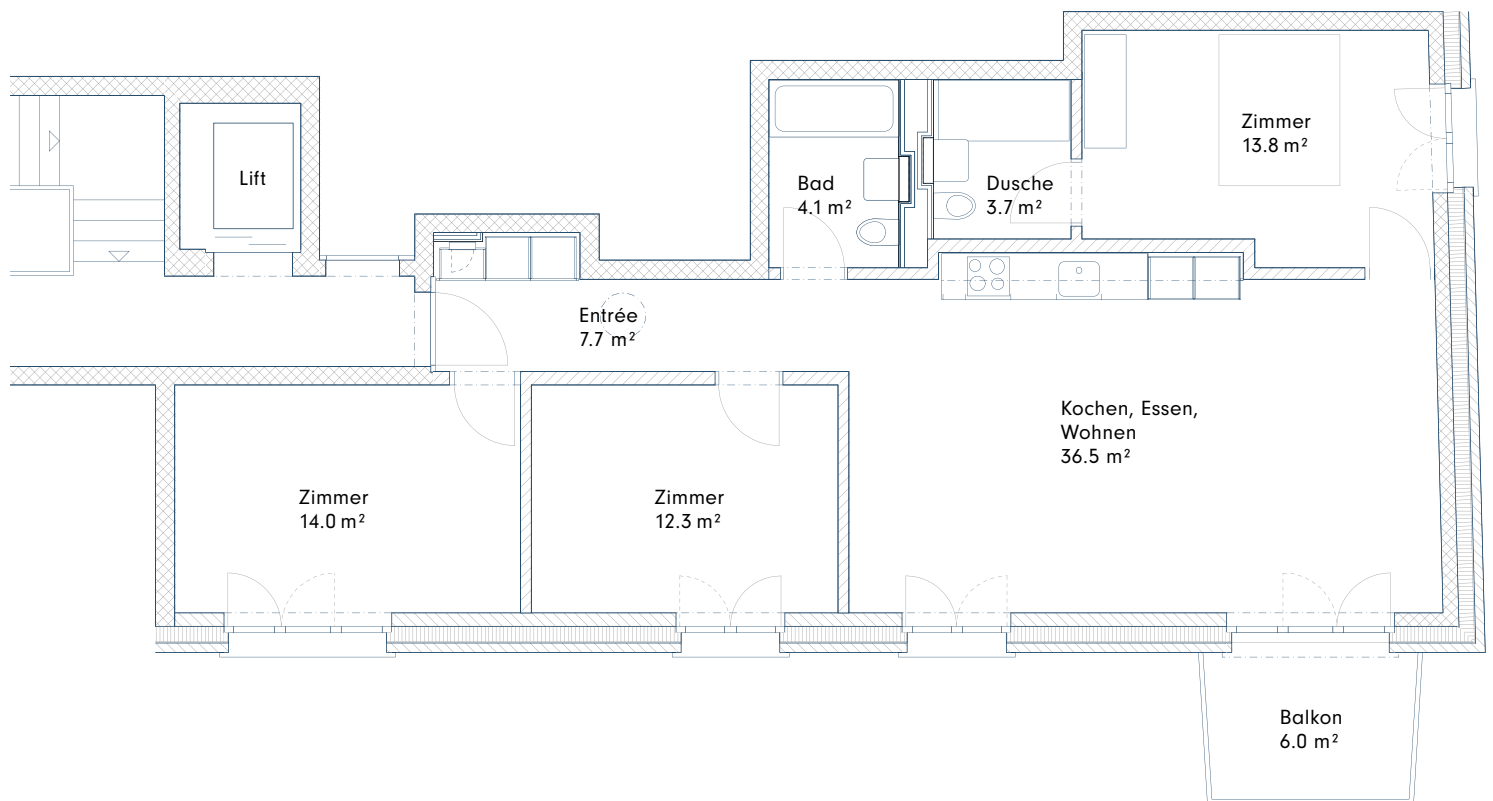 Lift
Bad
4.1 m²
Dusche
3.7 m²
Zimmer
13.8 m²
Entrée
7.7 m²
Kochen, Essen,
Wohnen
36.5 m²
Zimmer
14.0 m²
Zimmer
12.3 m²
Balkon
6.0 m²